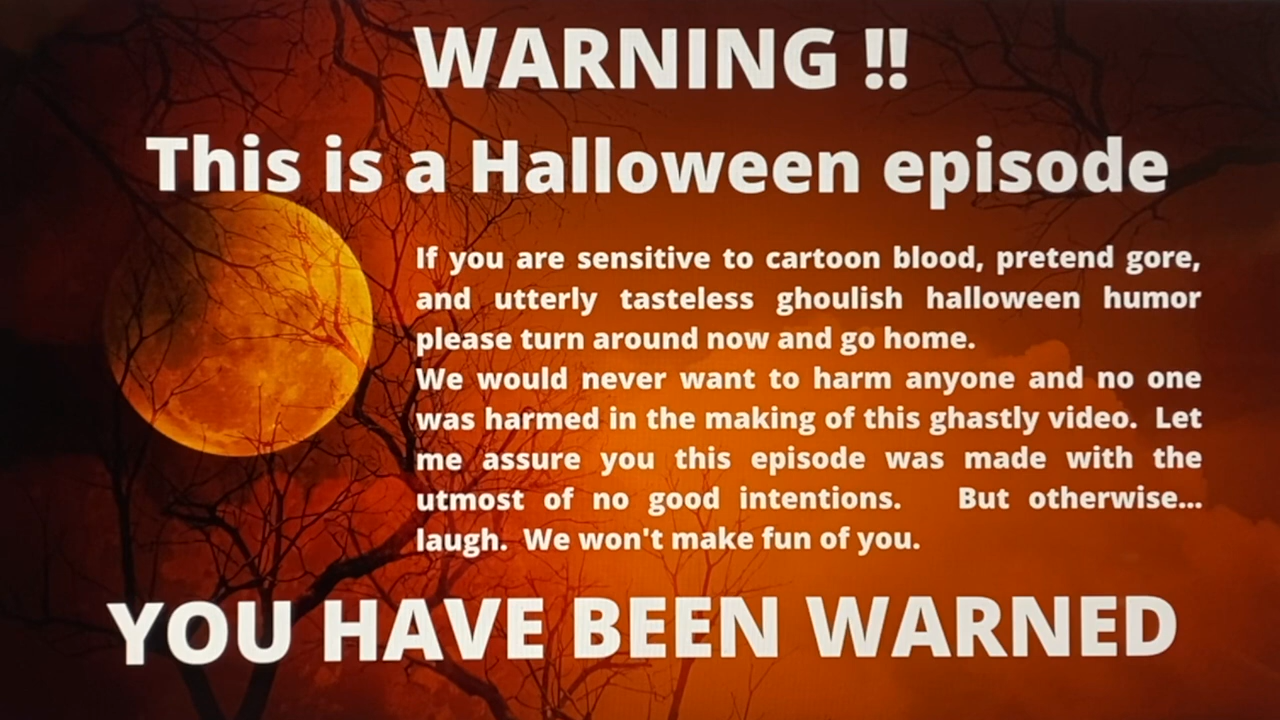 WARNING !!
This is a Halloween episode
If you are sensitive to cartoon blood, pretend gore,
and utterly tasteless ghoulish halloween humor
please turn around now and go home.
We would never want to harm anyone and no one
was harmed in the making of this ghastly video. Let
me assure you this episode was made with the
utmost of no good intentions. But otherwise...
laugh. We won't make fun of you.
YOU HAVE BEEN WARNED